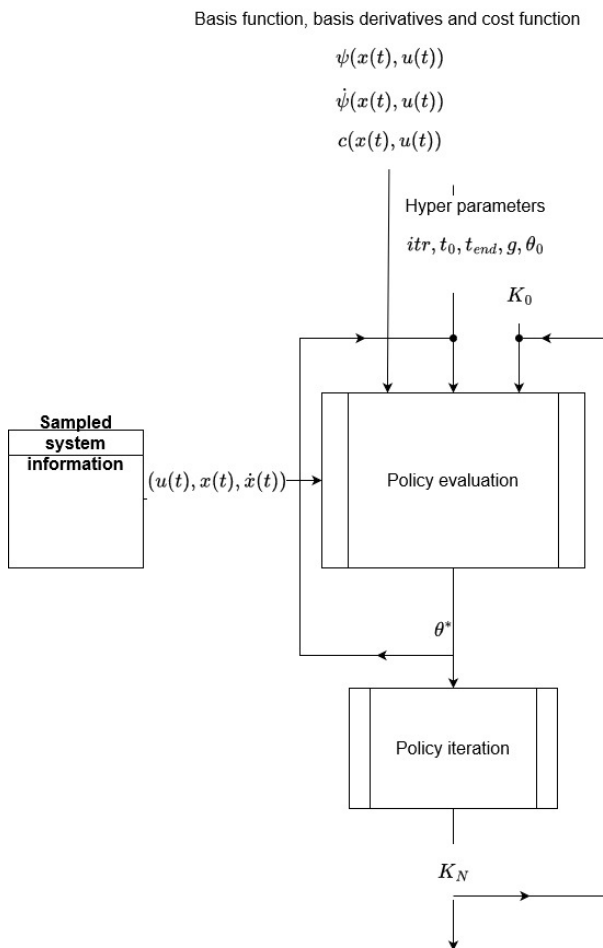 Basis function, basis derivatives and cost function
ψ(x(t), u(t))
ψ̇(x(t), u(t))
c(x(t), u(t))
Hyper parameters
itr, t₀, t_end, g, θ₀
K₀
Sampled
system
information
(u(t), x(t), ẋ(t))
Policy evaluation
θ*
Policy iteration
K_N